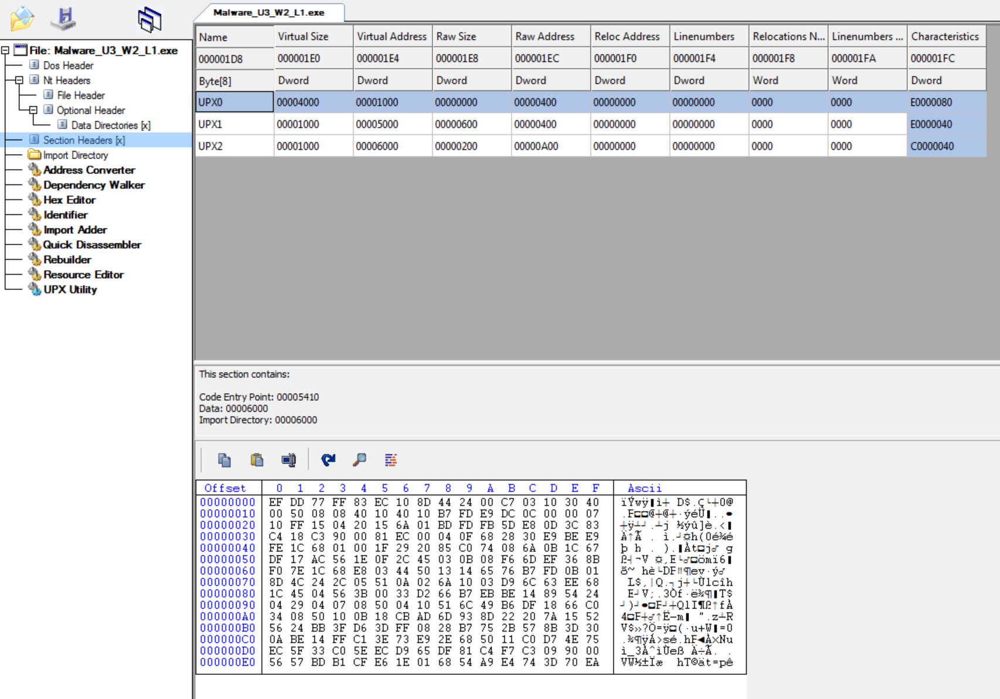 Malware_U3_W2_L1.exe
File: Malware_U3_W2_L1.exe
Dos Header
Nt Headers
File Header
Optional Header
Data Directories [x]
Section Headers [x]
Import Directory
Address Converter
Dependency Walker
Hex Editor
Identifier
Import Adder
Quick Disassembler
Rebuilder
Resource Editor
UPX Utility
Name Virtual Size Virtual Address Raw Size Raw Address Reloc Address Linenumbers Relocations N... Linenumbers ... Characteristics
000001D8 000001E0 000001E4 000001E8 000001EC 000001F0 000001F4 000001F8 000001FA 000001FC
Byte[8] Dword Dword Dword Dword Dword Dword Word Word Dword
UPX0 00004000 00001000 00000000 00000400 00000000 00000000 0000 0000 E0000080
UPX1 00001000 00005000 00000600 00000400 00000000 00000000 0000 0000 E0000040
UPX2 00001000 00006000 00000200 00000A00 00000000 00000000 0000 0000 C0000040
This section contains:
Code Entry Point: 00005410
Data: 00006000
Import Directory: 00006000
Offset 0 1 2 3 4 5 6 7 8 9 A B C D E F Ascii
00000000 EF DD 77 FF 83 EC 10 8D 44 24 00 C7 03 10 30 40
00000010 00 50 08 08 40 10 40 10 B7 FD E9 DC 0C 00 00 07
00000020 10 FF 15 04 20 15 6A 01 BD FD FB 5D E8 0D 3C 83
00000030 C4 18 C3 90 00 81 EC 00 04 0F 68 28 30 E9 BE E9
00000040 FE 1C 68 01 00 1F 29 20 85 C0 74 08 6A 0B 1C 67
00000050 DF 17 AC 56 1E 0F 2C 45 03 0B 08 F6 6D EF 36 8B
00000060 F0 7E 1C 68 E8 03 44 50 13 14 65 76 B7 FD 0B 01
00000070 8D 4C 24 2C 05 51 0A 02 6A 10 03 D9 6C 63 EE 68
00000080 1C 45 04 56 3B 00 33 D2 66 B7 EB BE 14 89 54 24
00000090 04 29 04 07 08 50 04 10 51 6C 49 B6 DF 18 66 C0
000000A0 34 08 50 10 0B 18 CB AD 6D 93 8D 22 20 7A 15 52
000000B0 56 24 BB 3F D6 3D FF 08 28 B7 75 2B 57 8B 3D 30
000000C0 0A BE 14 FF C1 3E 73 E9 2E 68 50 11 C0 D7 4E 75
000000D0 EC 5F 33 C0 5E EC D9 65 DF 81 C4 F7 C3 09 90 00
000000E0 56 57 BD B1 CF E6 1E 01 68 54 A9 E4 74 3D 70 EA